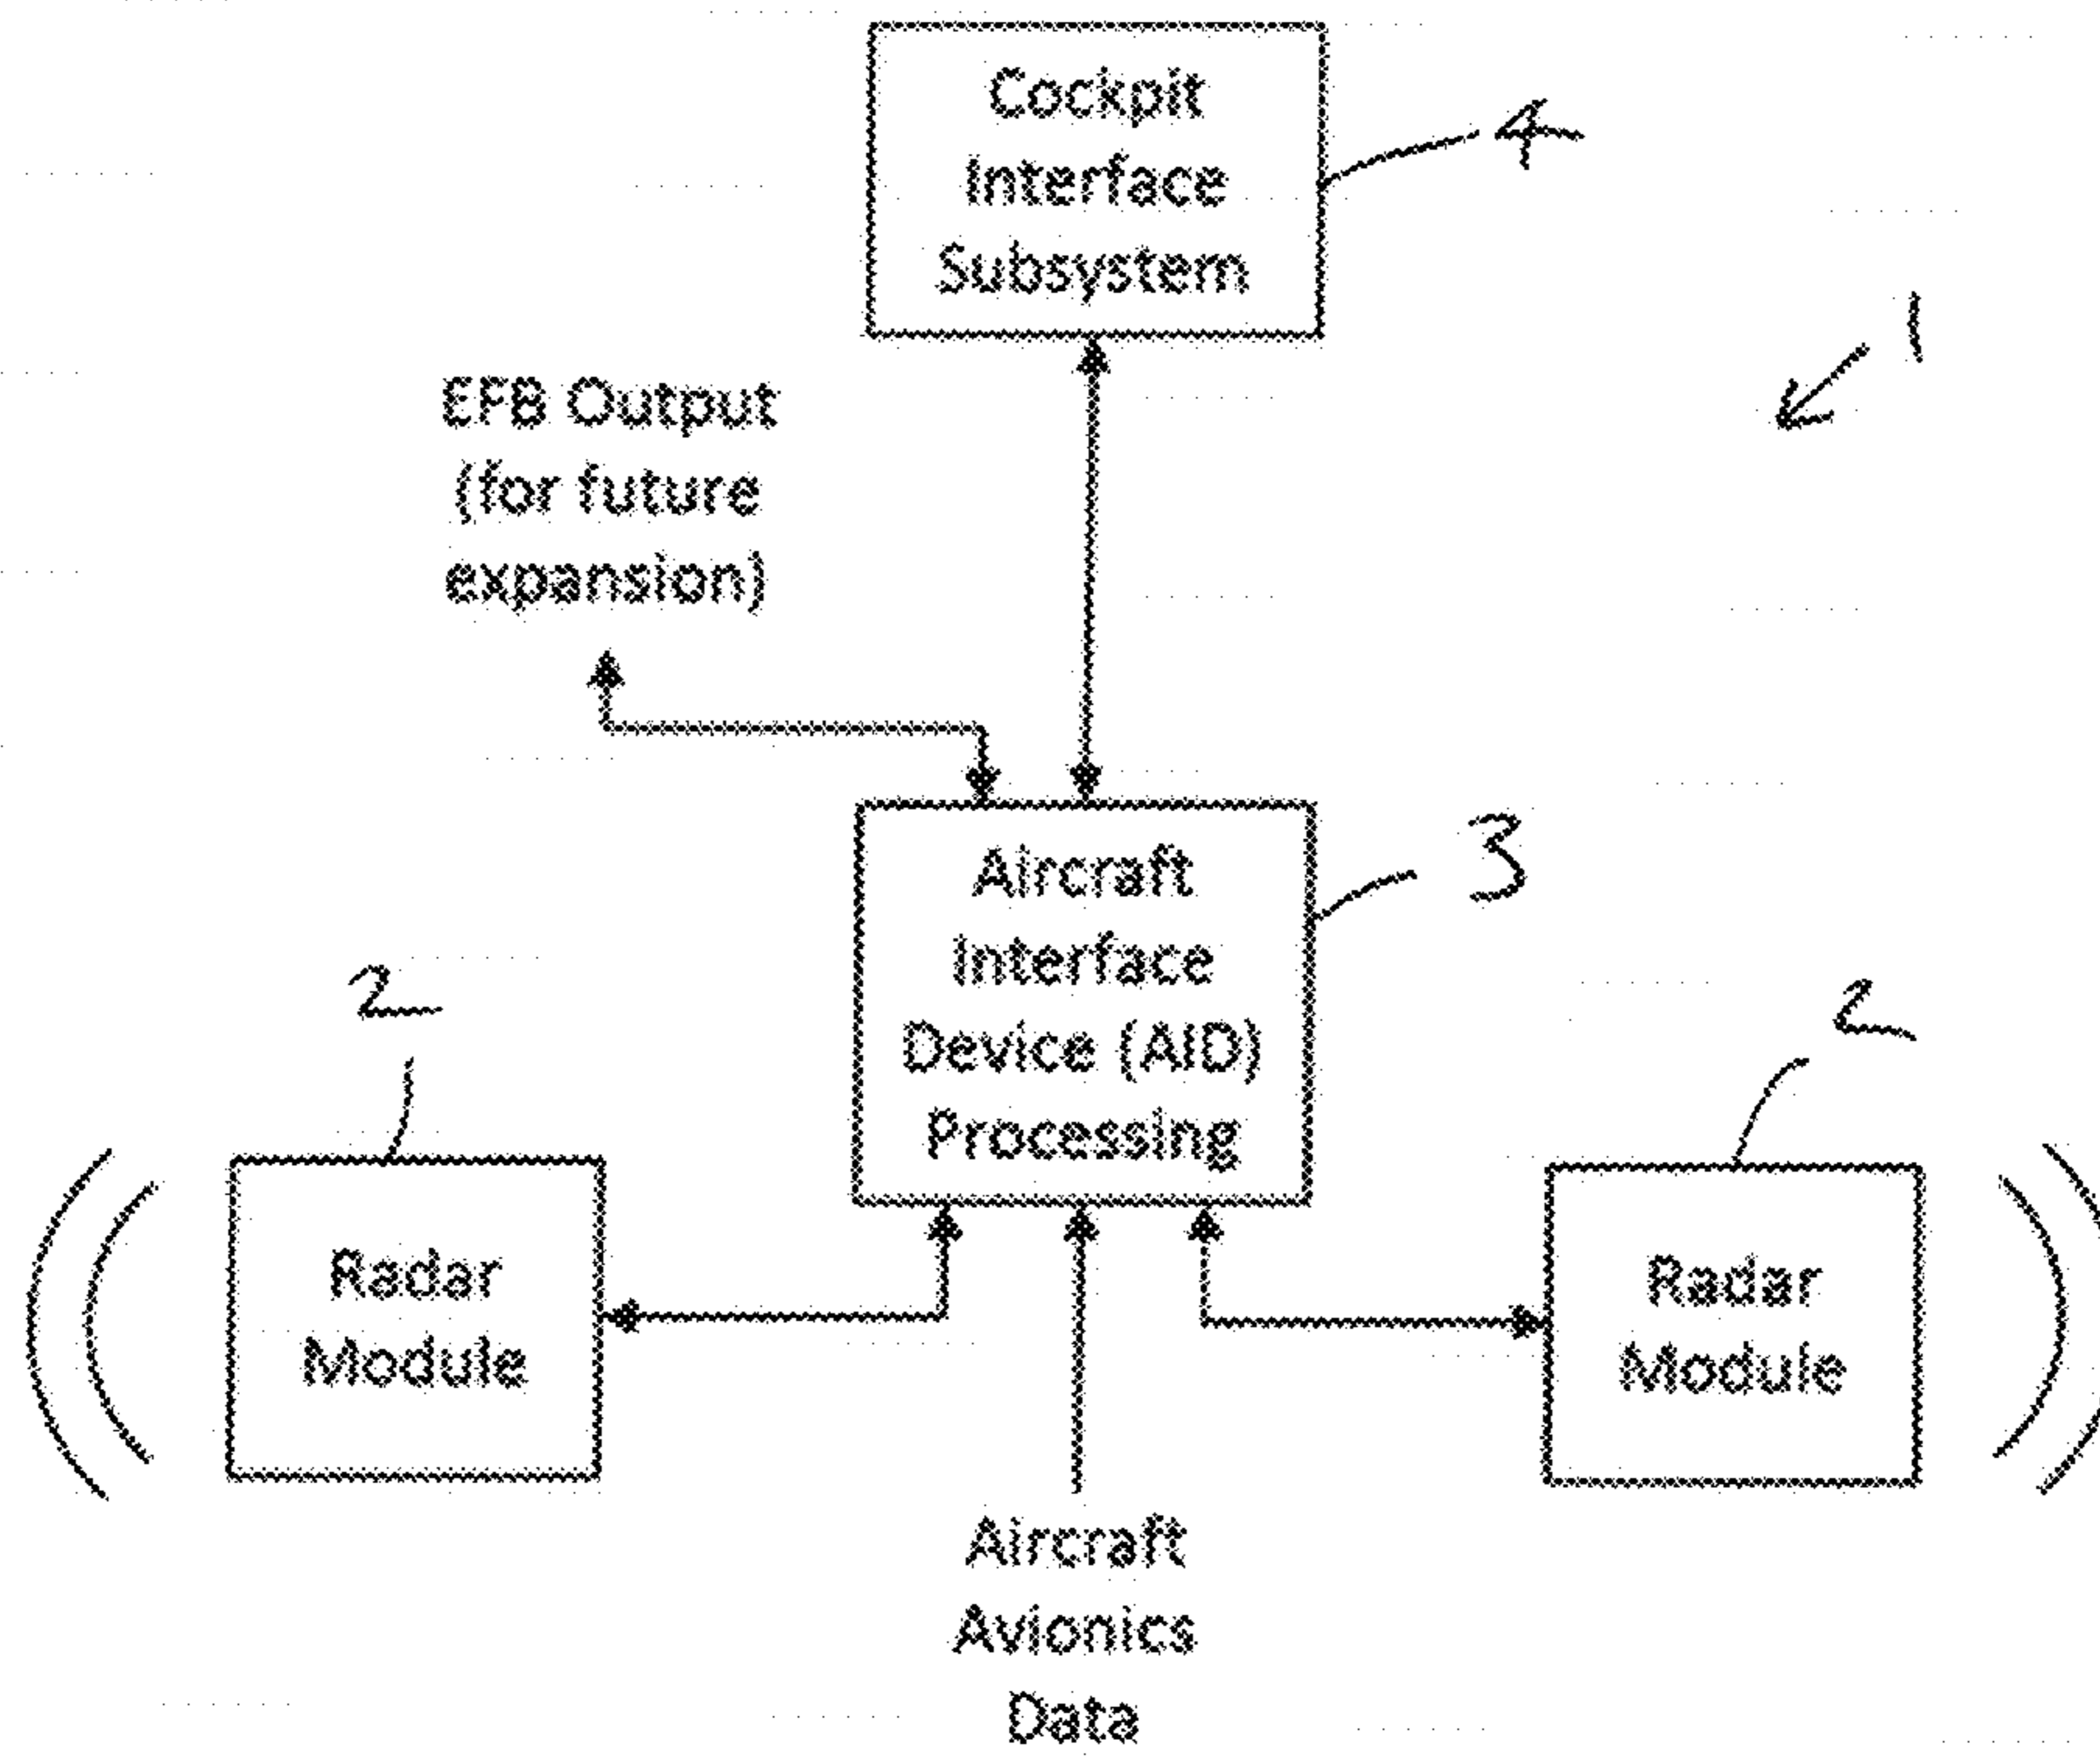 Cockpit
Interface
Subsystem
4
1
EFB Output
(for future
expansion)
Aircraft
Interface
Device (AID)
Processing
3
2
2
Radar
Module
Radar
Module
Aircraft
Avionics
Data